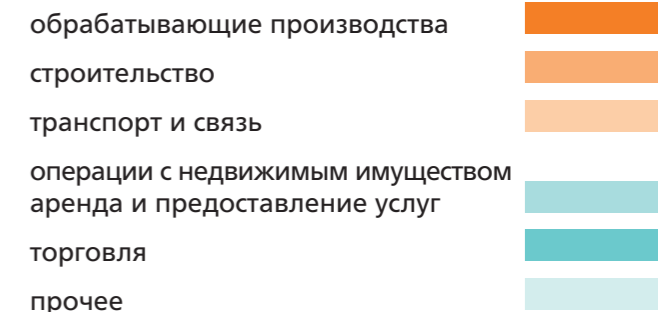 обрабатывающие производства
строительство
транспорт и связь
операции с недвижимым имуществом
аренда и предоставление услуг
торговля
прочее